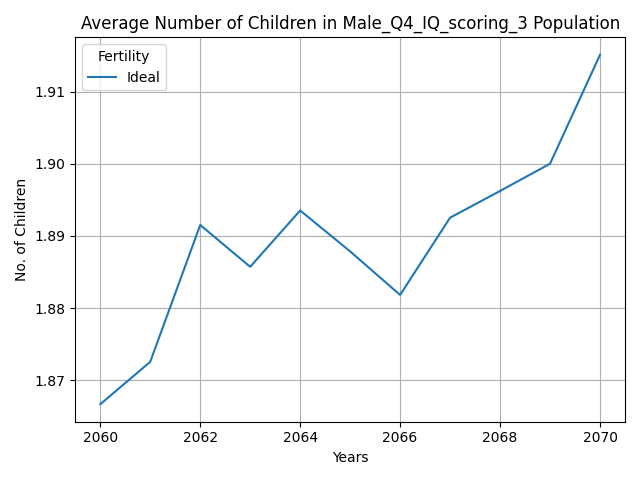 Average Number of Children in Male_Q4_IQ_scoring_3 Population
Fertility
Ideal
No. of Children
1.91
1.90
1.89
1.88
1.87
2060 2062 2064 2066 2068 2070
Years